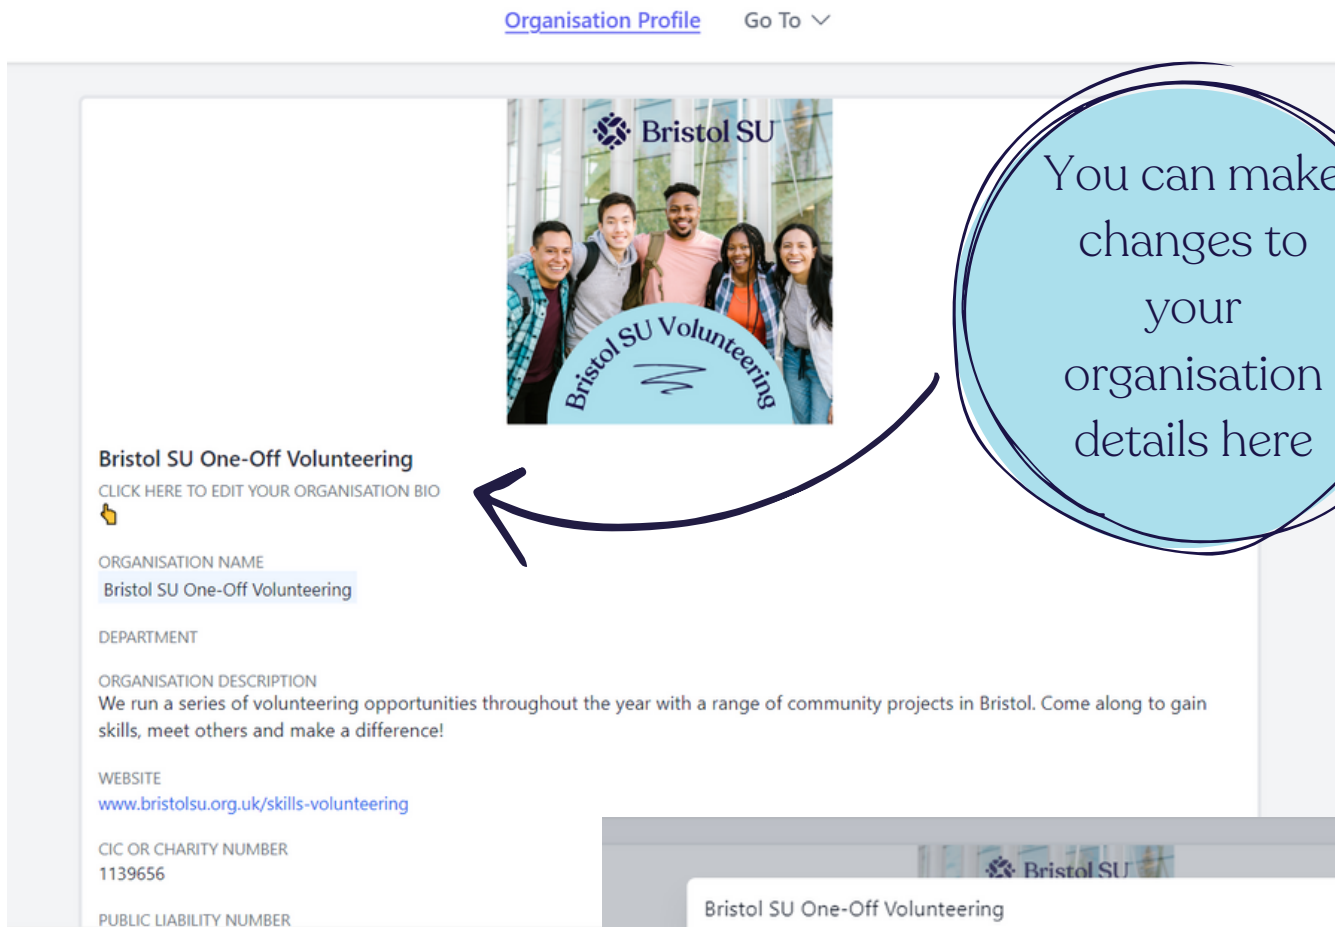 Organisation Profile Go To
Bristol SU
Bristol SU Volunteering
You can make
changes to
your
organisation
details here
Bristol SU One-Off Volunteering
CLICK HERE TO EDIT YOUR ORGANISATION BIO
ORGANISATION NAME
Bristol SU One-Off Volunteering
DEPARTMENT
ORGANISATION DESCRIPTION
We run a series of volunteering opportunities throughout the year with a range of community projects in Bristol. Come along to gain
skills, meet others and make a difference!
WEBSITE
www.bristolsu.org.uk/skills-volunteering
CIC OR CHARITY NUMBER
1139656
PUBLIC LIABILITY NUMBER
Bristol SU
Bristol SU One-Off Volunteering